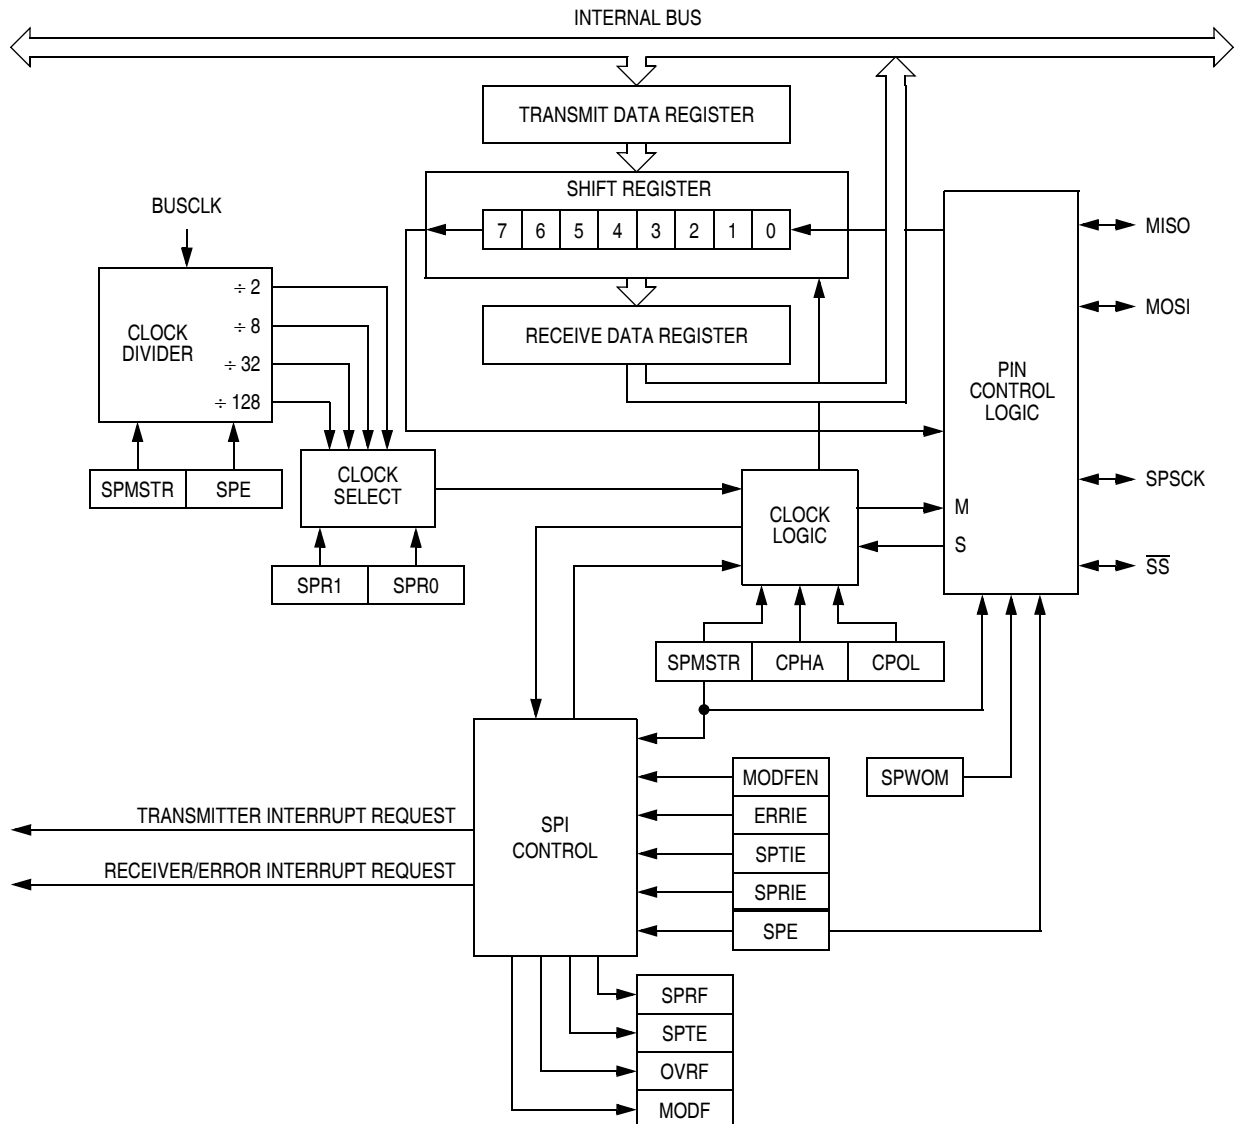 INTERNAL BUS
TRANSMIT DATA REGISTER
SHIFT REGISTER
7 6 5 4 3 2 1 0
RECEIVE DATA REGISTER
BUSCLK
CLOCK
DIVIDER
÷ 2
÷ 8
÷ 32
÷ 128
SPMSTR SPE
CLOCK
SELECT
SPR1 SPR0
CLOCK
LOGIC
PIN
CONTROL
LOGIC
M
S
MISO
MOSI
SPSCK
S̅S̅
SPMSTR CPHA CPOL
SPWOM
MODFEN
ERRIE
SPTIE
SPRIE
SPE
SPI
CONTROL
TRANSMITTER INTERRUPT REQUEST
RECEIVER/ERROR INTERRUPT REQUEST
SPRF
SPTE
OVRF
MODF